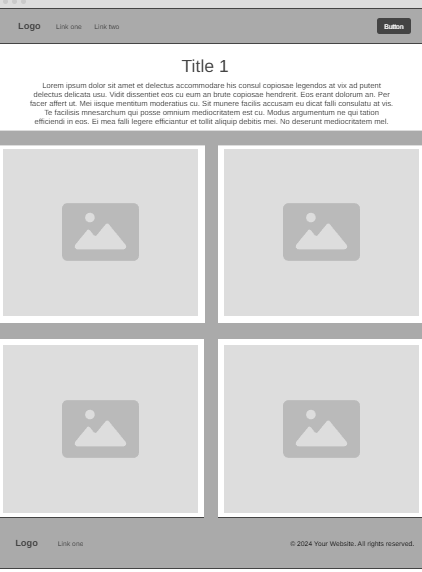 Logo Link one Link two Button
Title 1
Lorem ipsum dolor sit amet et delectus accommodare his consul copiosae legendos at vix ad putent
delectus delicata usu. Vidit dissentiet eos cu eum an brute copiosae hendrerit. Eos erant dolorum an. Per
facer affert ut. Mei iisque mentitum moderatius cu. Sit munere facilis accusam eu dicat falli consulatu at vis.
Te facilisis mnesarchum qui posse omnium mediocritatem est cu. Modus argumentum ne qui tation
efficiendi in eos. Ei mea falli legere efficiantur et tollit aliquip debitis mei. No deserunt mediocritatem mel.
Logo Link one © 2024 Your Website. All rights reserved.